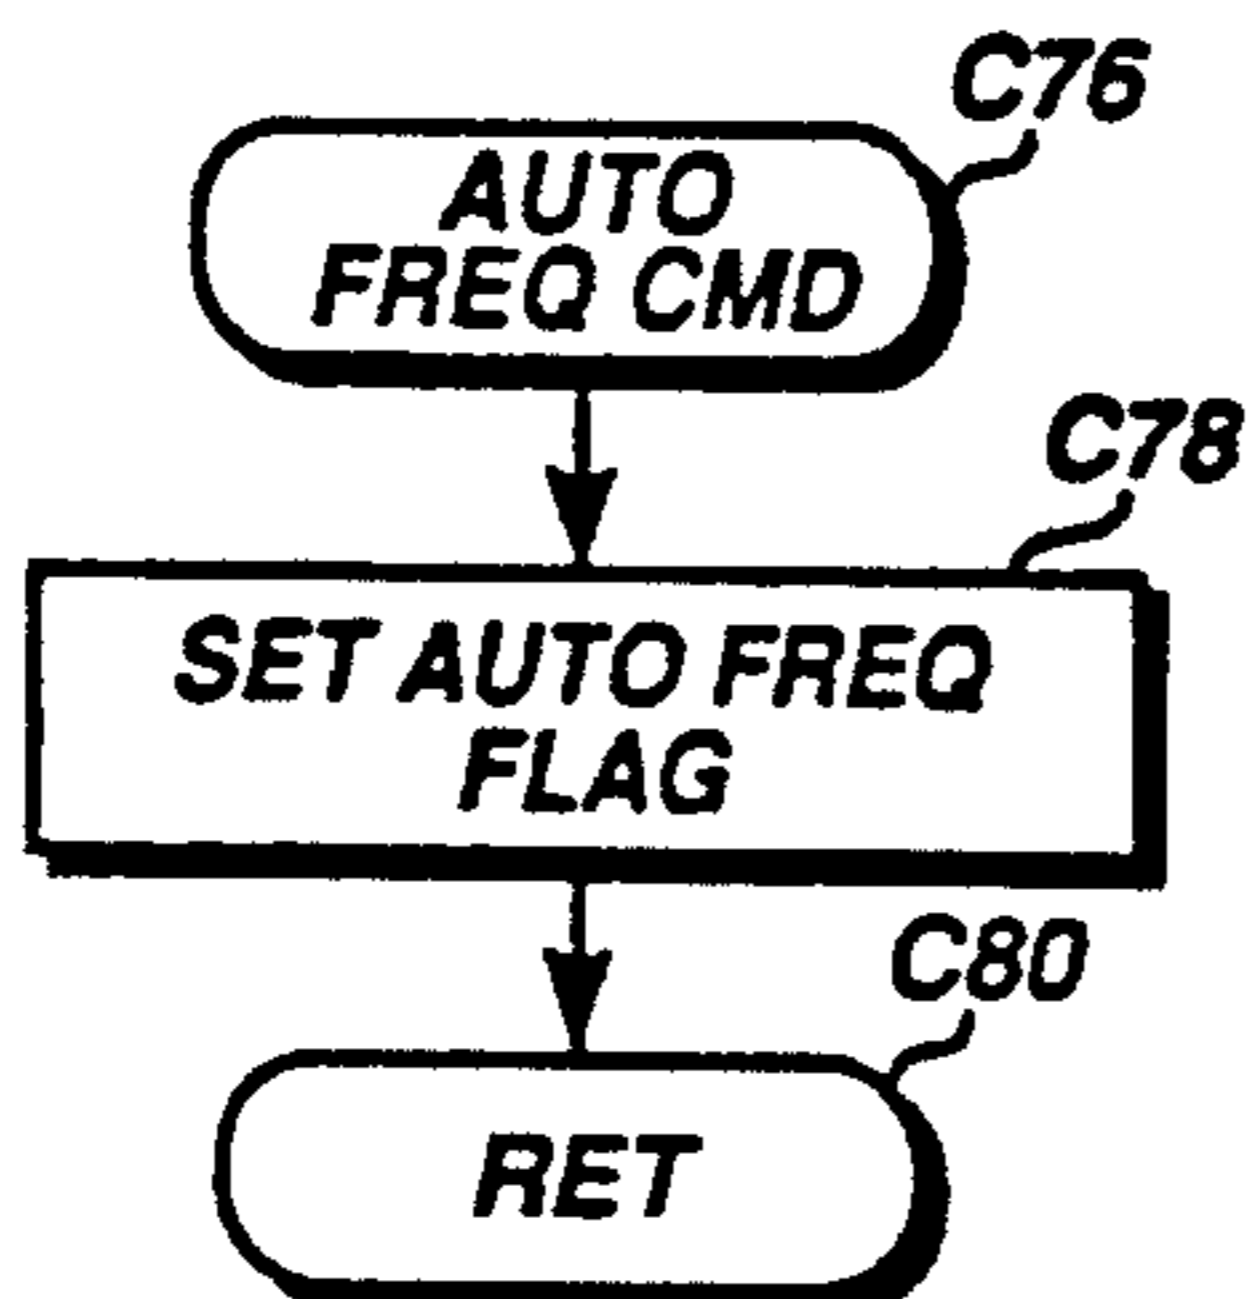 C76
AUTO
FREQ CMD
C78
SET AUTO FREQ
FLAG
C80
RET